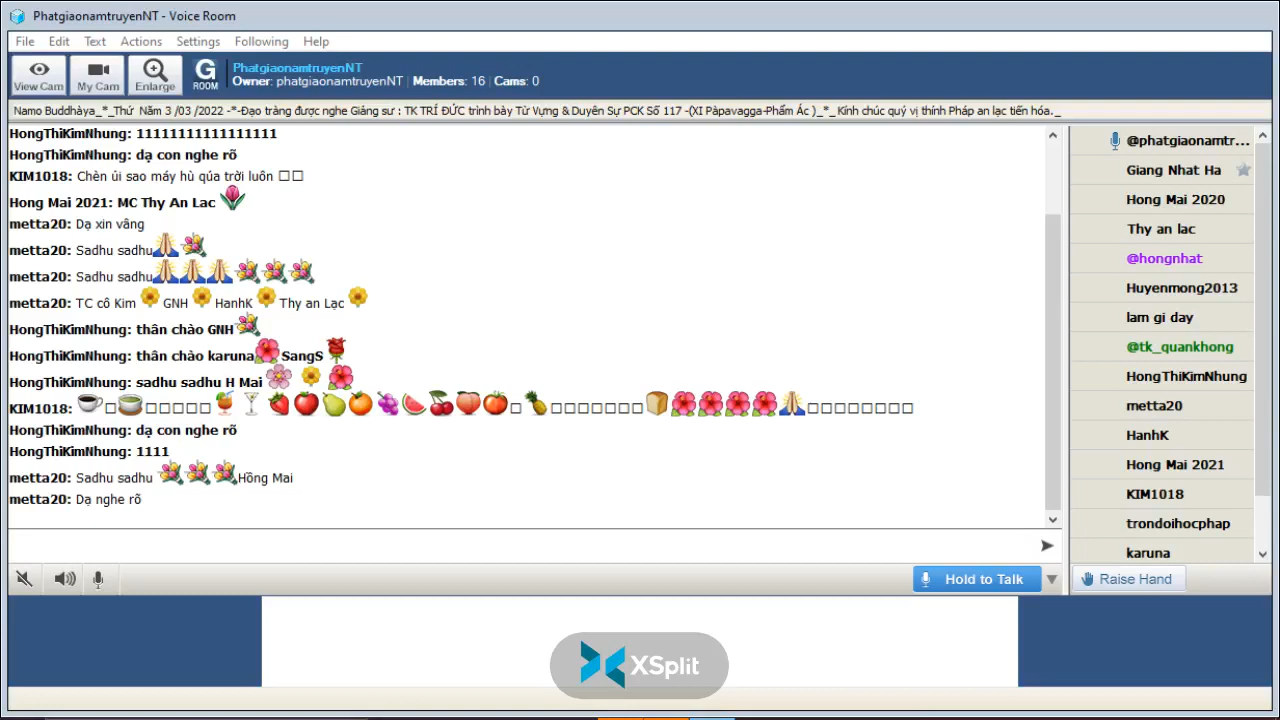 PhatgiaonamtruyenNT - Voice Room
File Edit Text Actions Settings Following Help
View Cam My Cam Enlarge G ROOM
PhatgiaonamtruyenNT
Owner: phatgiaonamtruyenNT | Members: 16 | Cams: 0
Namo Buddhàya_*_Thứ Năm 3 /03 /2022 -*-Đạo tràng được nghe Giảng sư : TK TRÍ ĐỨC trình bày Từ Vựng & Duyên Sự PCK Số 117 -(XI Pàpavagga-Phẩm Ác )_*_ Kính chúc quý vị thính Pháp an lạc tiến hóa._
HongThiKimNhung: 11111111111111111
HongThiKimNhung: dạ con nghe rõ
KIM1018: Chèn ủi sao máy hù qúa trời luôn □□
Hong Mai 2021: MC Thy An Lac 🌷
metta20: Dạ xin vâng
metta20: Sadhu sadhu🙏💐
metta20: Sadhu sadhu🙏🙏🙏💐💐💐
metta20: TC cô Kim 🌼 GNH 🌼 HanhK 🌼 Thy an Lạc 🌼
HongThiKimNhung: thân chào GNH💐
HongThiKimNhung: thân chào karuna🌺SangS🌹
HongThiKimNhung: sadhu sadhu H Mai🌸 🌼 🌺
KIM1018: ☕□🍵□□□□□🍹🍸🍓🍎🍐🍊🍇🍉🍒🍑🍅□🍍□□□□□□□🍞🌺🌺🌺🌺🙏□□□□□□□□
HongThiKimNhung: dạ con nghe rõ
HongThiKimNhung: 1111
metta20: Sadhu sadhu 💐💐💐Hồng Mai
metta20: Dạ nghe rõ
Hold to Talk
@phatgiaonamtr...
Giang Nhat Ha
Hong Mai 2020
Thy an lac
@hongnhat
Huyenmong2013
lam gi day
@tk_quankhong
HongThiKimNhung
metta20
HanhK
Hong Mai 2021
KIM1018
trondoihocphap
karuna
Raise Hand
XSplit